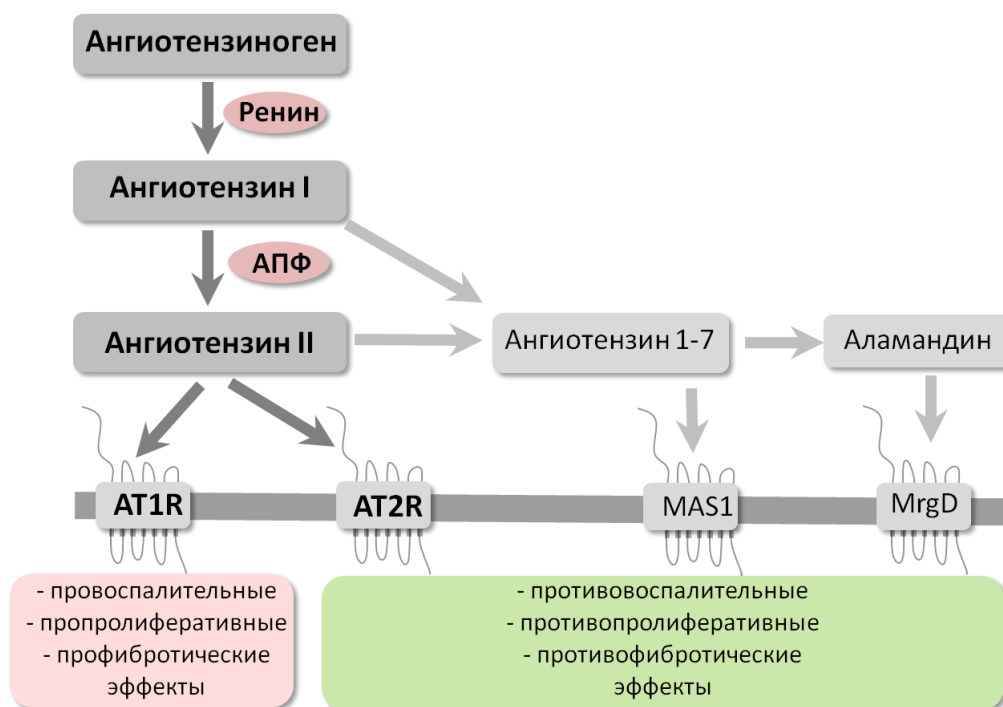 Ангиотензиноген
Ренин
Ангиотензин I
АПФ
Ангиотензин II
Ангиотензин 1-7
Аламандин
AT1R
AT2R
MAS1
MrgD
- провоспалительные
- пропролиферативные
- профибротические
эффекты
- противовоспалительные
- противопролиферативные
- противофибротические
эффекты